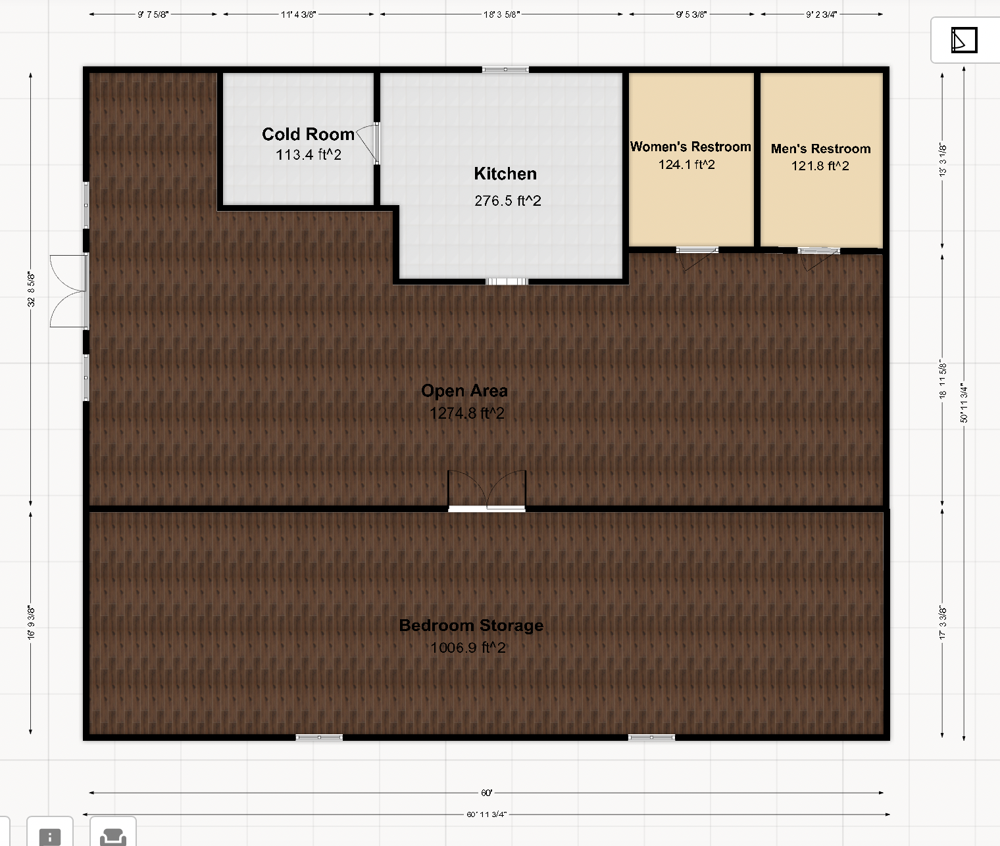 9' 7 5/8"
11' 4 3/8"
18' 3 5/8"
9' 5 3/8"
9' 2 3/4"
Cold Room
113.4 ft^2
Kitchen
276.5 ft^2
Women's Restroom
124.1 ft^2
Men's Restroom
121.8 ft^2
13' 3 1/8"
32' 8 5/8"
Open Area
1274.8 ft^2
18' 11 5/8"
50' 11 3/4"
Bedroom Storage
1006.9 ft^2
16' 9 3/8"
17' 3 3/8"
60'
60' 11 3/4"